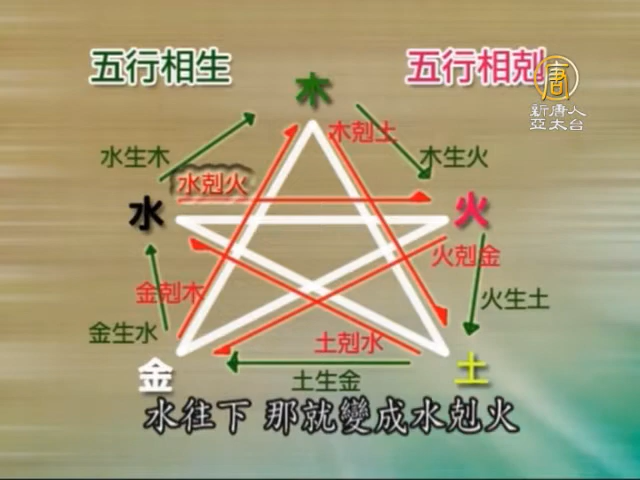 五行相生
五行相剋
唐
新唐人
亞太台
木
木剋土
水生木
木生火
水剋火
水
火
火剋金
金剋木
火生土
金生水
土剋水
金
土生金
土
水往下 那就變成水剋火